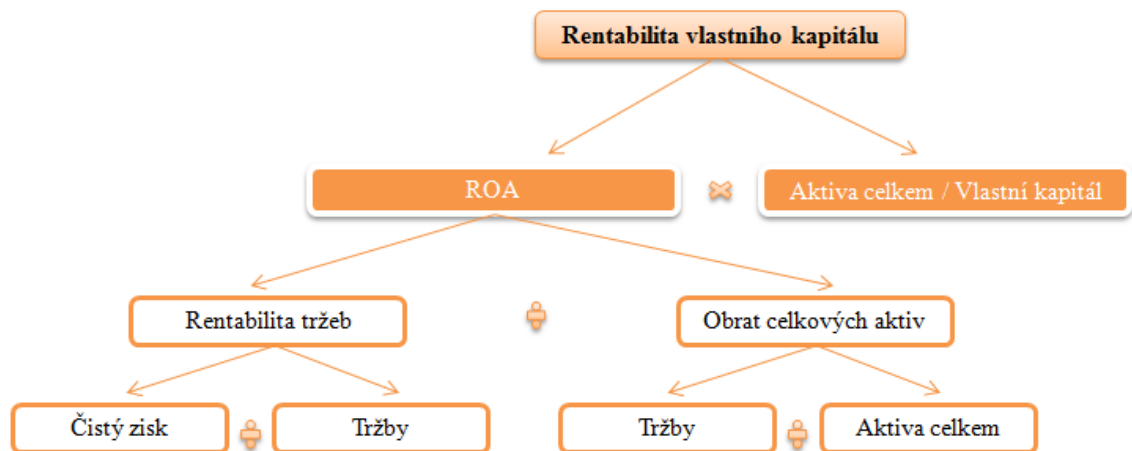 Rentabilita vlastního kapitálu
ROA
Aktiva celkem / Vlastní kapitál
Rentabilita tržeb
Obrat celkových aktiv
Čistý zisk
Tržby
Tržby
Aktiva celkem